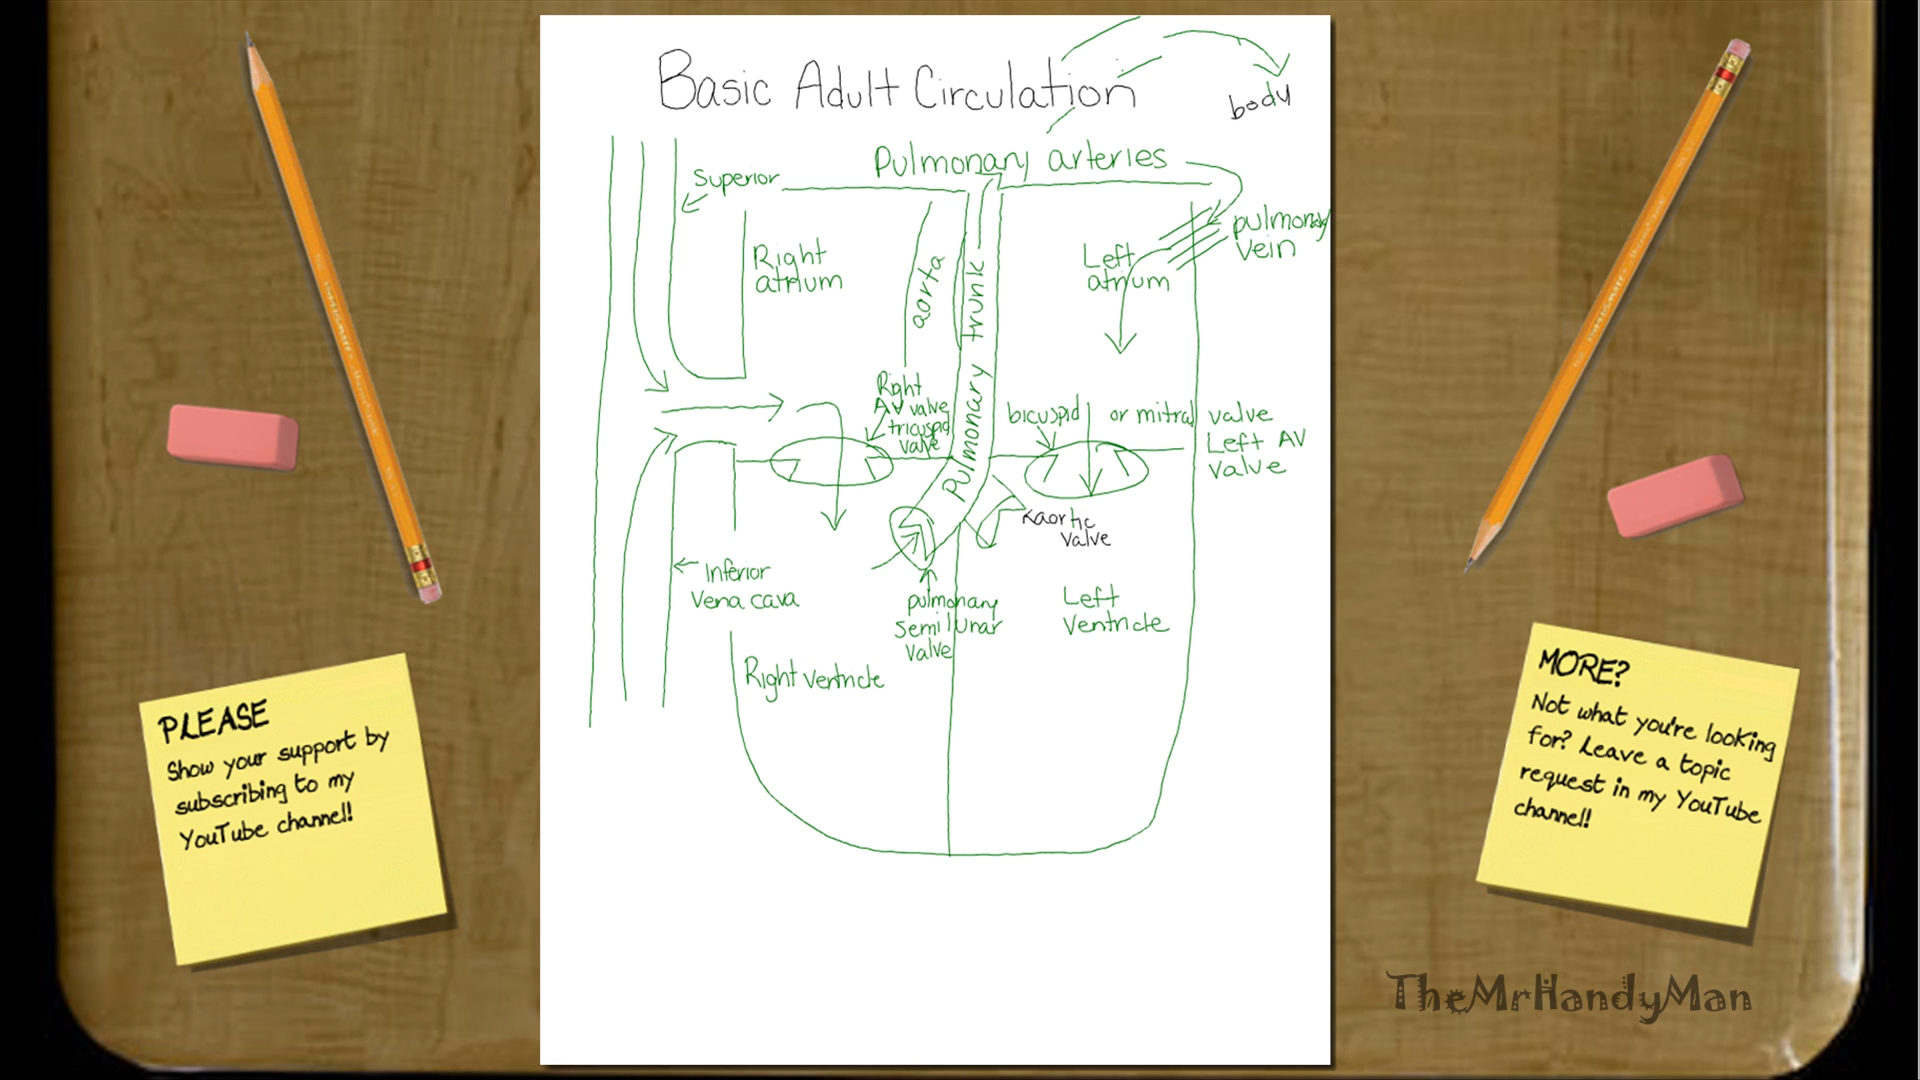 Basic Adult Circulation
body
Pulmonary arteries
Superior
pulmonary
vein
Right
atrium
aorta
Pulmonary trunk
Left
atrium
Right
AV valve
tricuspid
valve
bicuspid or mitral valve
Left AV
valve
aortic
valve
Inferior
Vena cava
pulmonary
semilunar
valve
Left
Ventricle
Right ventricle
PLEASE
Show your support by
subscribing to my
YouTube channel!
MORE?
Not what you're looking
for? Leave a topic
request in my YouTube
channel!
TheMrHandyMan